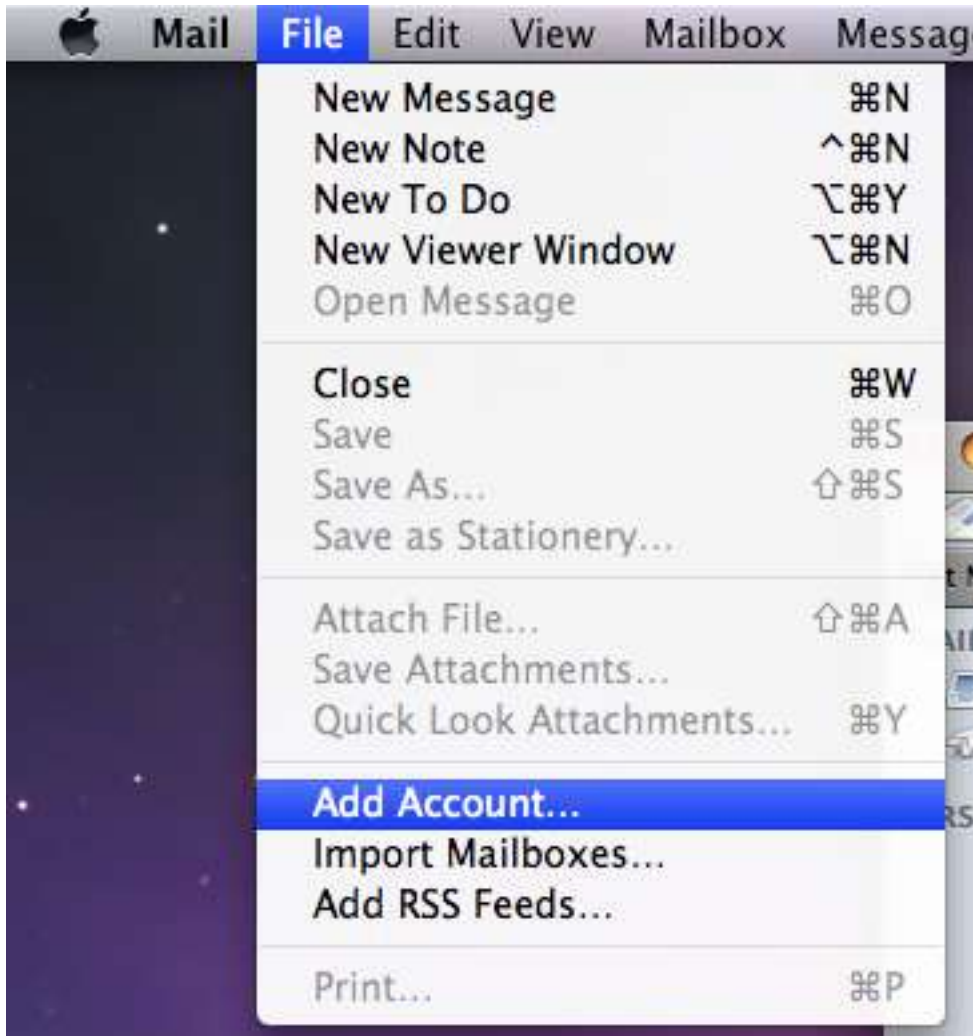 Mail File Edit View Mailbox Messag
New Message ⌘N
New Note ^⌘N
New To Do ⌥⌘Y
New Viewer Window ⌥⌘N
Open Message ⌘O
Close ⌘W
Save ⌘S
Save As... ⇧⌘S
Save as Stationery...
Attach File... ⇧⌘A
Save Attachments...
Quick Look Attachments... ⌘Y
Add Account...
Import Mailboxes...
Add RSS Feeds...
Print... ⌘P